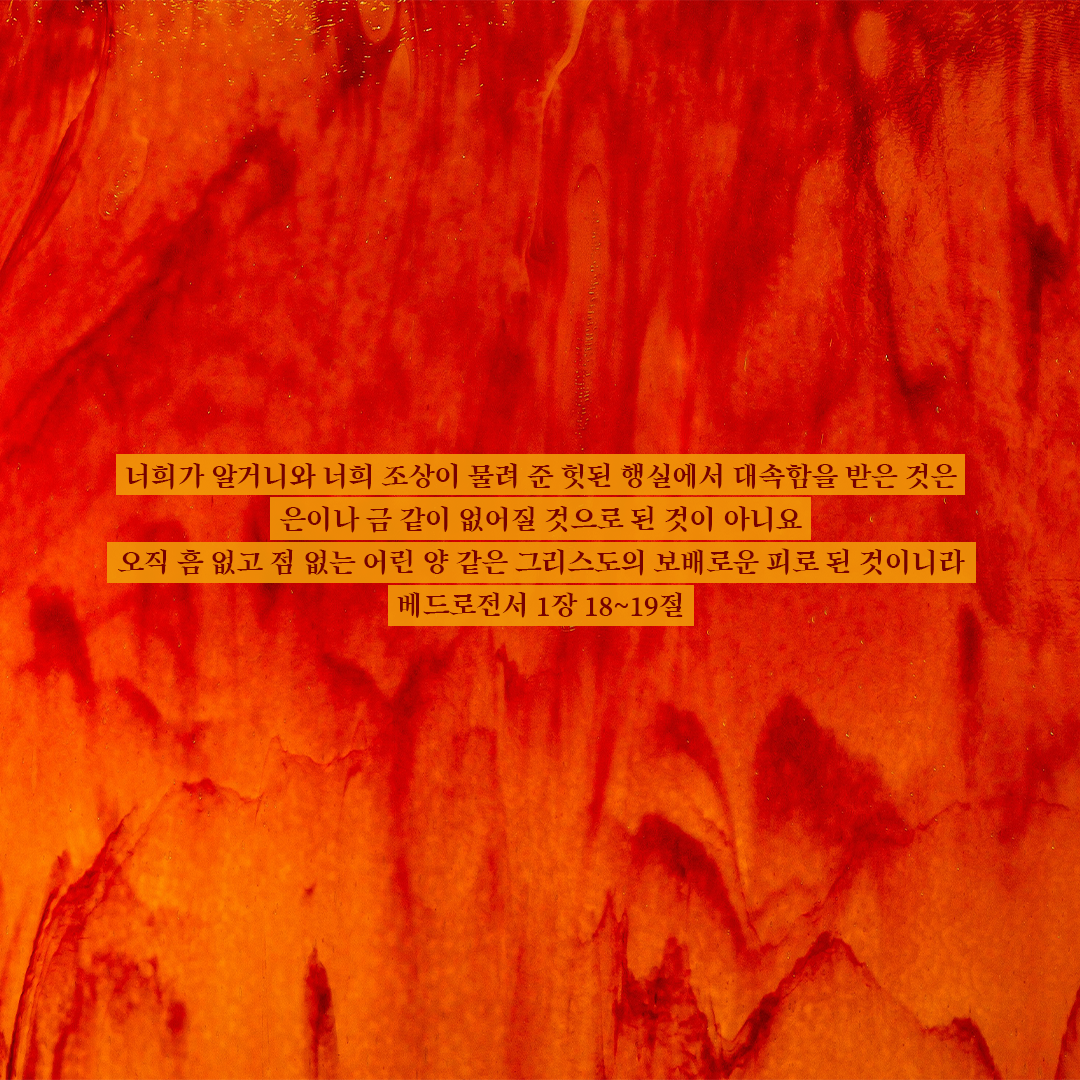 너희가 알거니와 너희 조상이 물려 준 헛된 행실에서 대속함을 받은 것은
은이나 금 같이 없어질 것으로 된 것이 아니요
오직 흠 없고 점 없는 어린 양 같은 그리스도의 보배로운 피로 된 것이니라
베드로전서 1장 18~19절